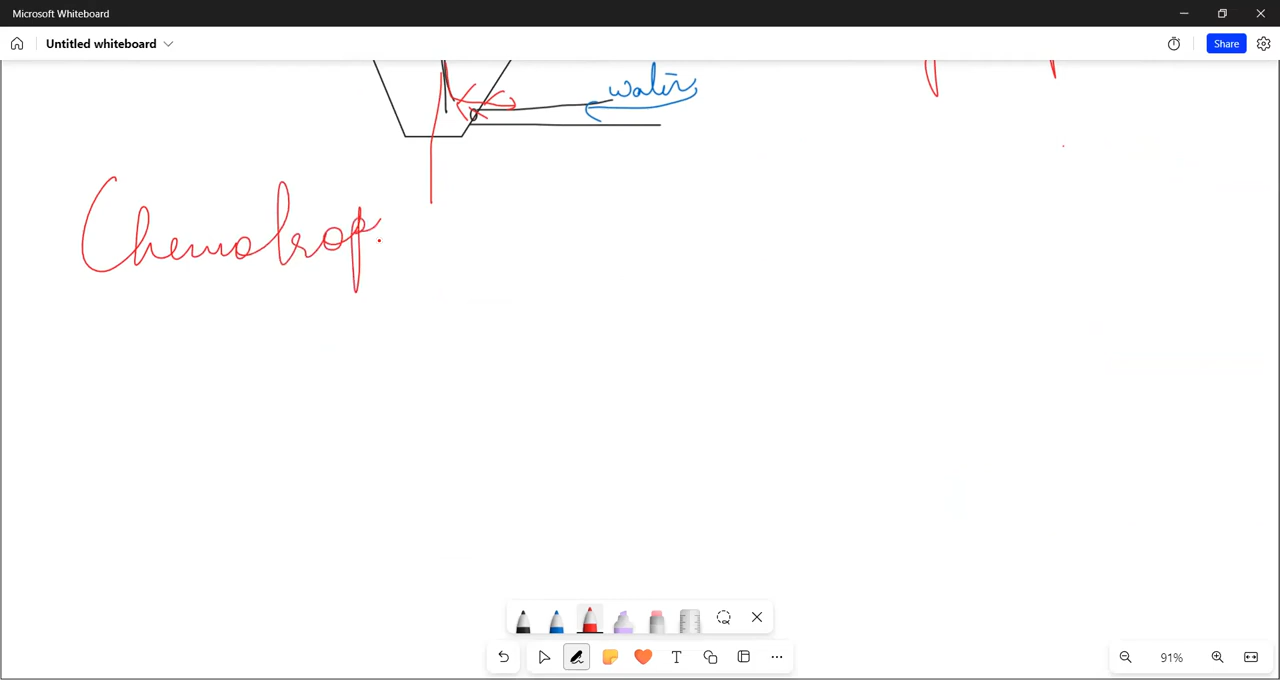 Microsoft Whiteboard
Untitled whiteboard
Share
water
Chemotrop
91%